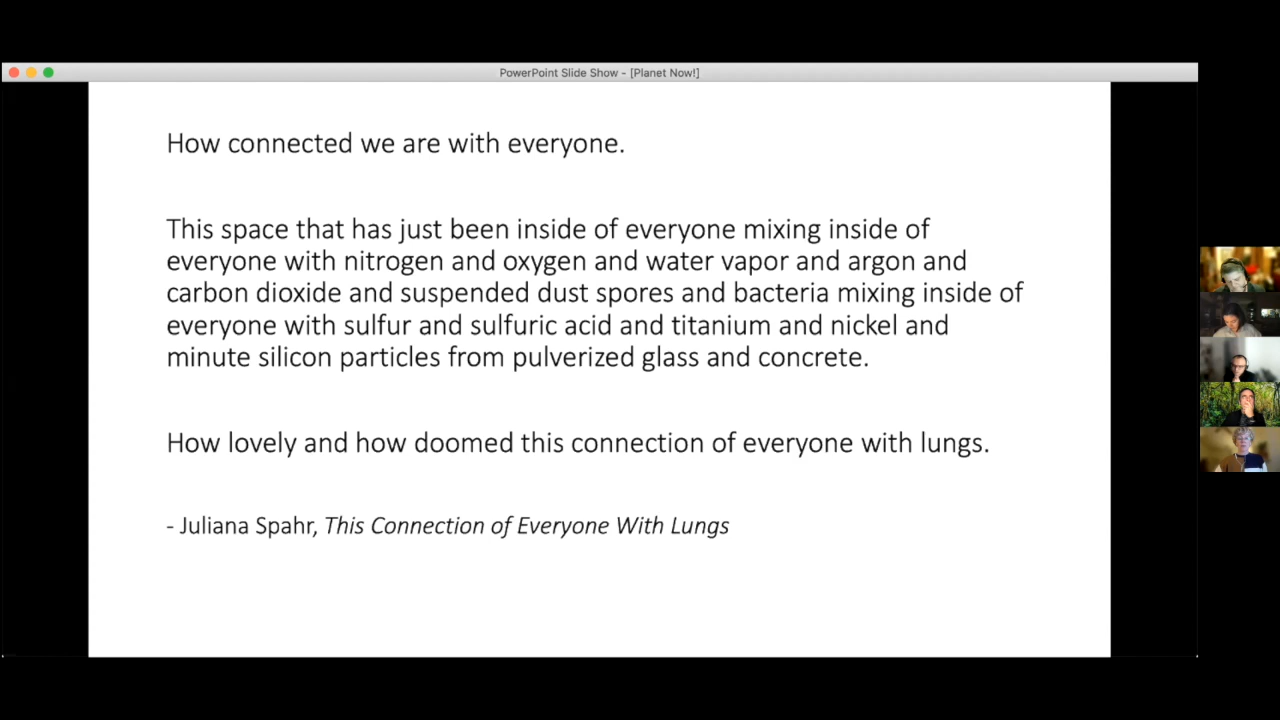 PowerPoint Slide Show - [Planet Now!]
How connected we are with everyone.
This space that has just been inside of everyone mixing inside of
everyone with nitrogen and oxygen and water vapor and argon and
carbon dioxide and suspended dust spores and bacteria mixing inside of
everyone with sulfur and sulfuric acid and titanium and nickel and
minute silicon particles from pulverized glass and concrete.
How lovely and how doomed this connection of everyone with lungs.
- Juliana Spahr, This Connection of Everyone With Lungs